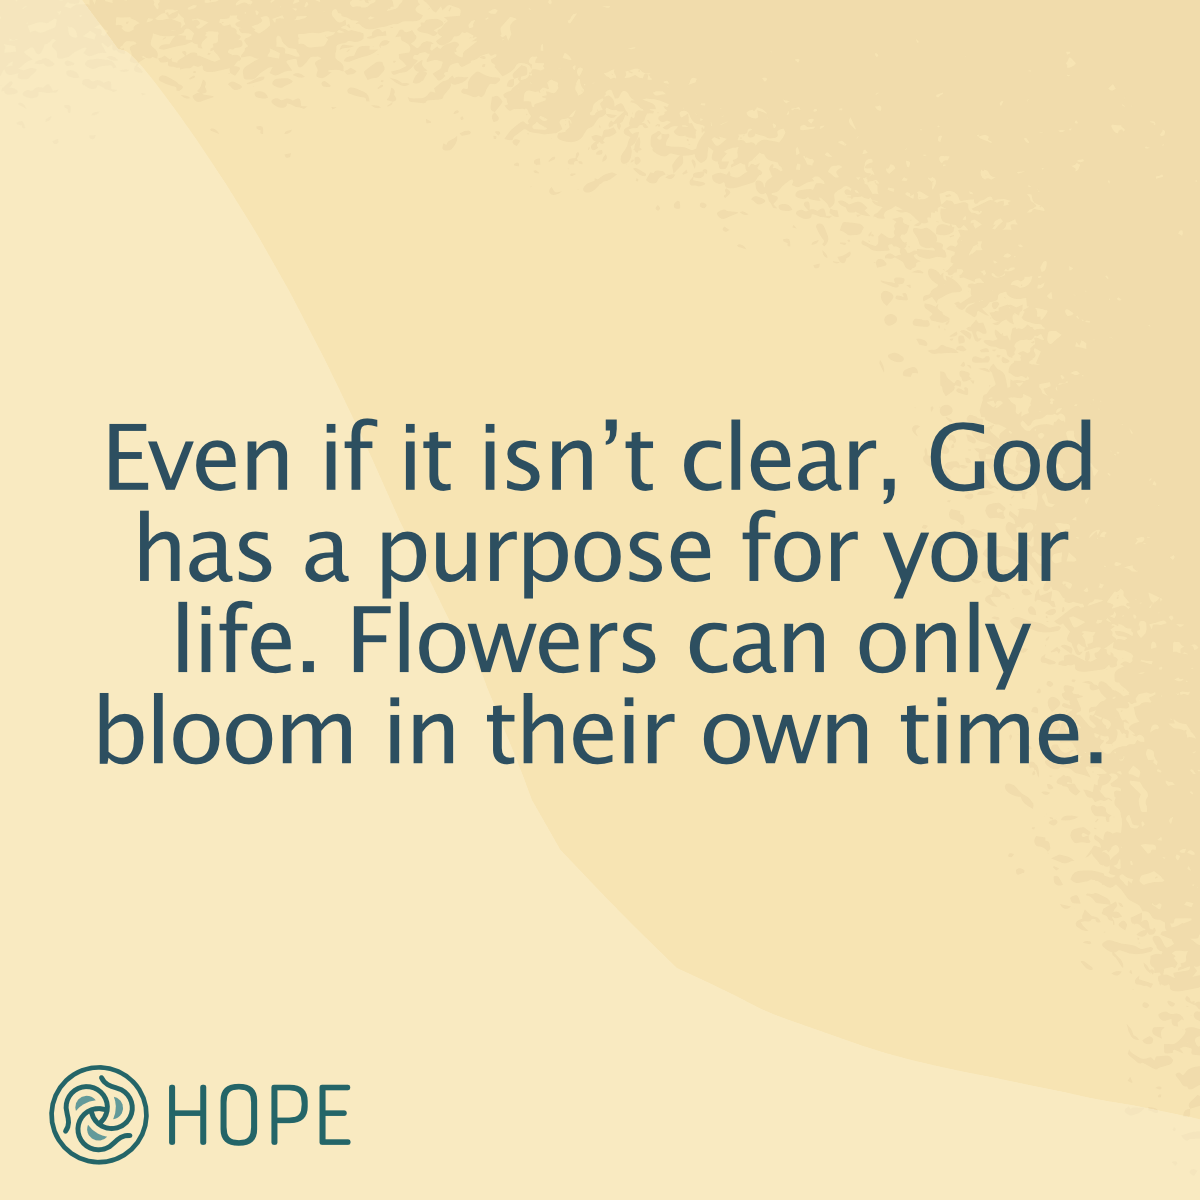 Even if it isn’t clear, God
has a purpose for your
life. Flowers can only
bloom in their own time.
HOPE